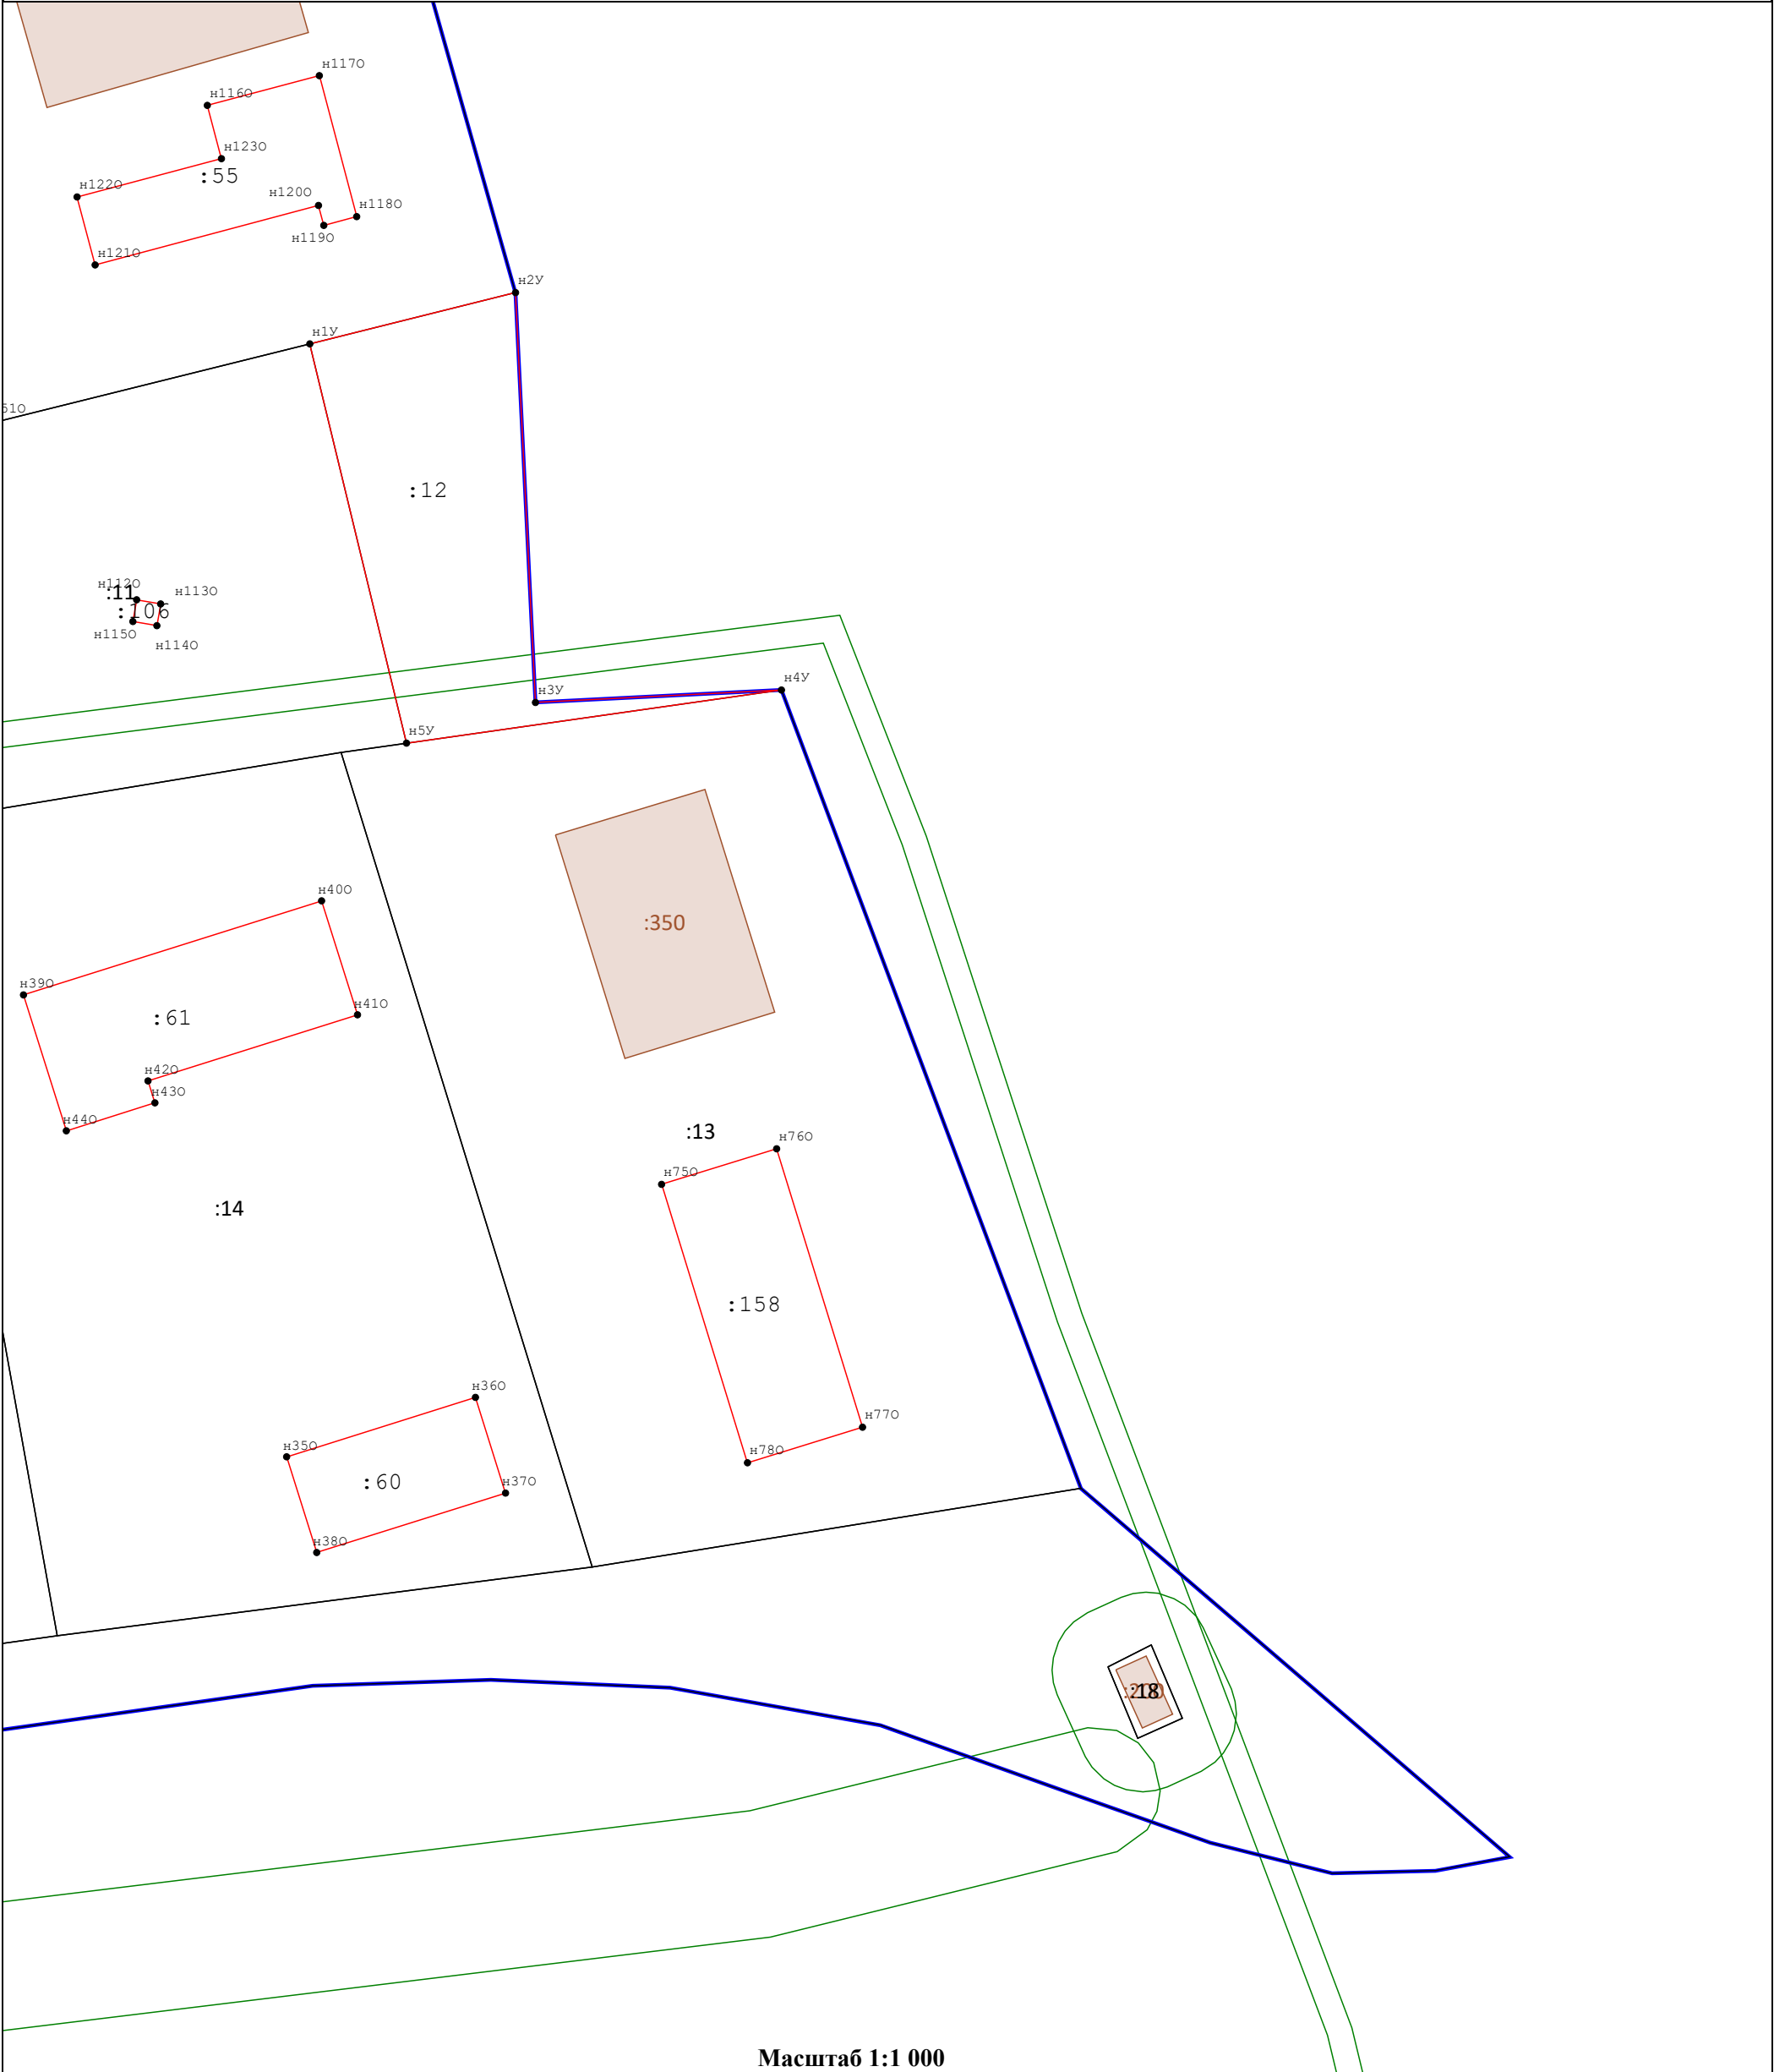 н117О
н116О
н123О
:55
н122О
н120О
н118О
н119О
н121О
н2У
н1У
61О
:12
н112О
:11
н113О
:106
н115О
н114О
н3У
н4У
н5У
н40О
:350
н39О
н41О
:61
н42О
н43О
н44О
:13
н76О
н75О
:14
:158
н36О
н77О
н35О
н78О
:60
н37О
н38О
:18
Масштаб 1:1 000